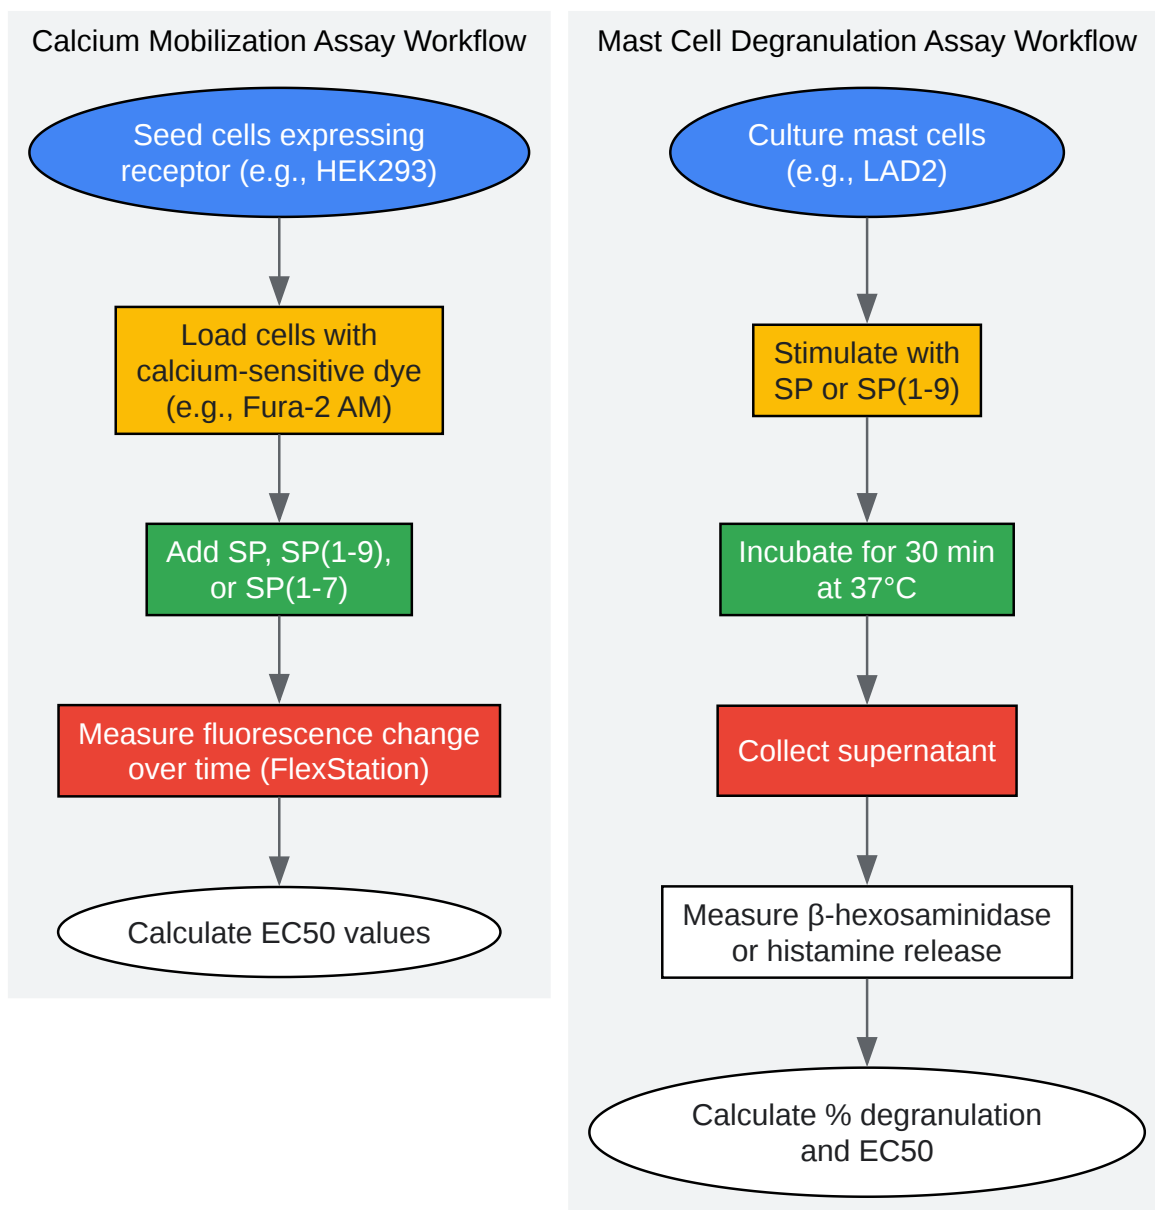 Calcium Mobilization Assay Workflow
Seed cells expressing
receptor (e.g., HEK293)
Load cells with
calcium-sensitive dye
(e.g., Fura-2 AM)
Add SP, SP(1-9),
or SP(1-7)
Measure fluorescence change
over time (FlexStation)
Calculate EC50 values
Mast Cell Degranulation Assay Workflow
Culture mast cells
(e.g., LAD2)
Stimulate with
SP or SP(1-9)
Incubate for 30 min
at 37°C
Collect supernatant
Measure β-hexosaminidase
or histamine release
Calculate % degranulation
and EC50